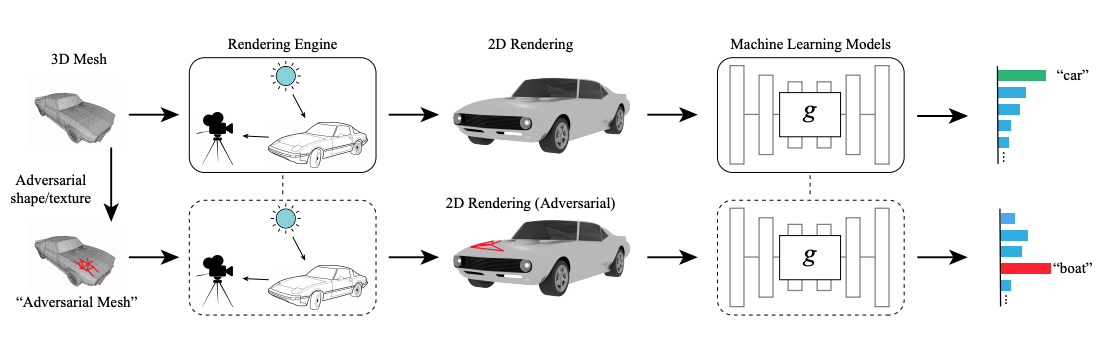 3D Mesh
Rendering Engine
2D Rendering
Machine Learning Models
g
“car”
Adversarial
shape/texture
2D Rendering (Adversarial)
g
“boat”
“Adversarial Mesh”